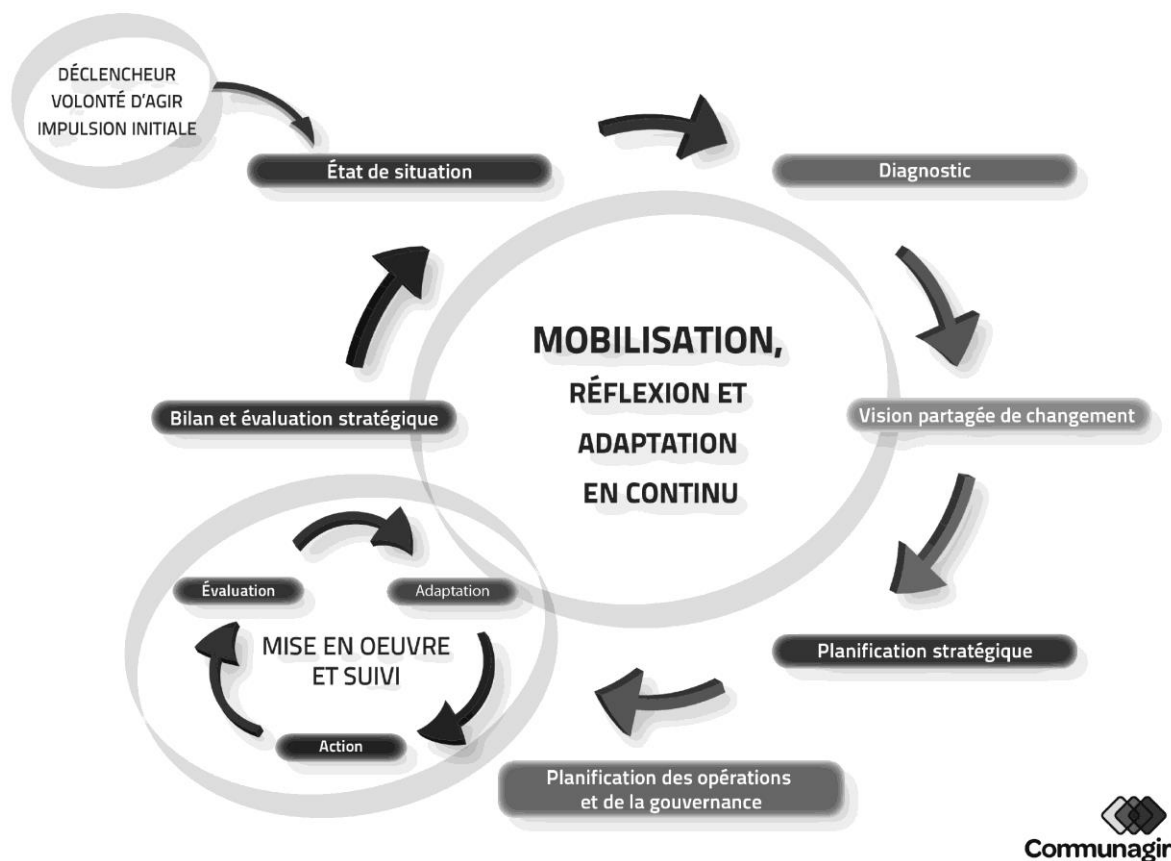 DÉCLENCHEUR
VOLONTÉ D'AGIR
IMPULSION INITIALE
État de situation
Diagnostic
MOBILISATION,
RÉFLEXION ET
ADAPTATION
EN CONTINU
Vision partagée de changement
Bilan et évaluation stratégique
Planification stratégique
Planification des opérations
et de la gouvernance
Évaluation
Adaptation
MISE EN OEUVRE
ET SUIVI
Action
Communagir